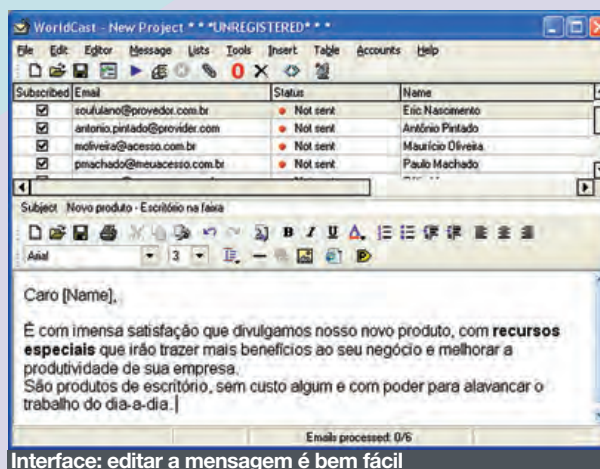 WorldCast - New Project * * *UNREGISTERED* * *
File Edit Editor Message Lists Tools Insert Table Accounts Help
Subscribed Email Status Name
soufulano@provedor.com.br Not sent Eric Nascimento
antonio.pintado@provider.com Not sent Antônio Pintado
moliveira@acesso.com.br Not sent Maurício Oliveira
pmachado@meuacesso.com.br Not sent Paulo Machado
Subject Novo produto - Escritório na faixa
Arial 3
Caro [Name],
É com imensa satisfação que divulgamos nosso novo produto, com recursos
especiais que irão trazer mais benefícios ao seu negócio e melhorar a
produtividade de sua empresa.
São produtos de escritório, sem custo algum e com poder para alavancar o
trabalho do dia-a-dia.
Emails processed: 0/6
Interface: editar a mensagem é bem fácil